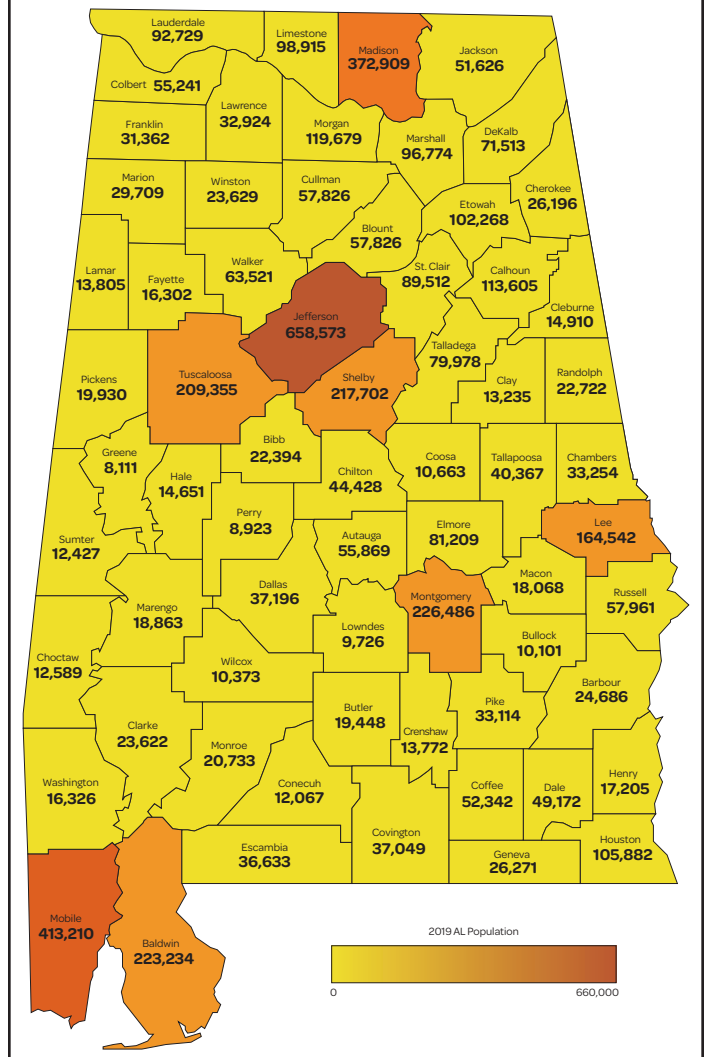 Lauderdale
92,729
Limestone
98,915
Madison
372,909
Jackson
51,626
Colbert 55,241
Lawrence
32,924
Franklin
31,362
Morgan
119,679
Marshall
96,774
DeKalb
71,513
Marion
29,709
Winston
23,629
Cullman
57,826
Cherokee
26,196
Etowah
102,268
Blount
57,826
Lamar
13,805
Fayette
16,302
Walker
63,521
St. Clair
89,512
Calhoun
113,605
Cleburne
14,910
Jefferson
658,573
Talladega
79,978
Pickens
19,930
Tuscaloosa
209,355
Shelby
217,702
Clay
13,235
Randolph
22,722
Greene
8,111
Bibb
22,394
Hale
14,651
Chilton
44,428
Coosa
10,663
Tallapoosa
40,367
Chambers
33,254
Perry
8,923
Sumter
12,427
Autauga
55,869
Elmore
81,209
Lee
164,542
Dallas
37,196
Macon
18,068
Marengo
18,863
Montgomery
226,486
Russell
57,961
Lowndes
9,726
Bullock
10,101
Choctaw
12,589
Wilcox
10,373
Barbour
24,686
Clarke
23,622
Butler
19,448
Crenshaw
13,772
Pike
33,114
Monroe
20,733
Washington
16,326
Conecuh
12,067
Coffee
52,342
Dale
49,172
Henry
17,205
Escambia
36,633
Covington
37,049
Geneva
26,271
Houston
105,882
Mobile
413,210
Baldwin
223,234
2019 AL Population
0 660,000